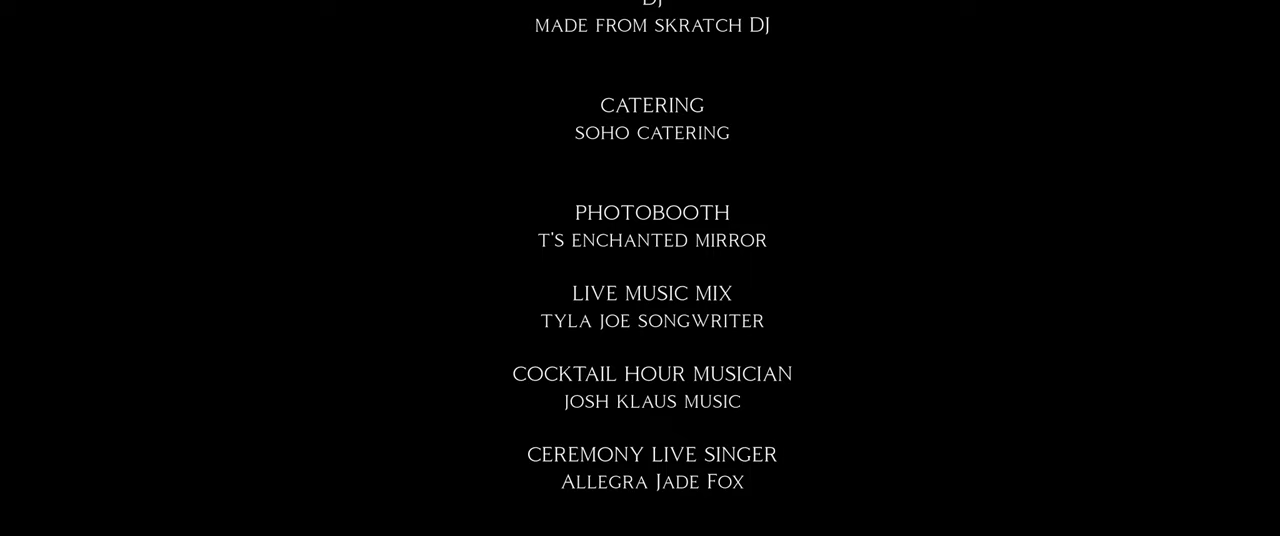 DJ
MADE FROM SKRATCH DJ
CATERING
SOHO CATERING
PHOTOBOOTH
T'S ENCHANTED MIRROR
LIVE MUSIC MIX
TYLA JOE SONGWRITER
COCKTAIL HOUR MUSICIAN
JOSH KLAUS MUSIC
CEREMONY LIVE SINGER
ALLEGRA JADE FOX